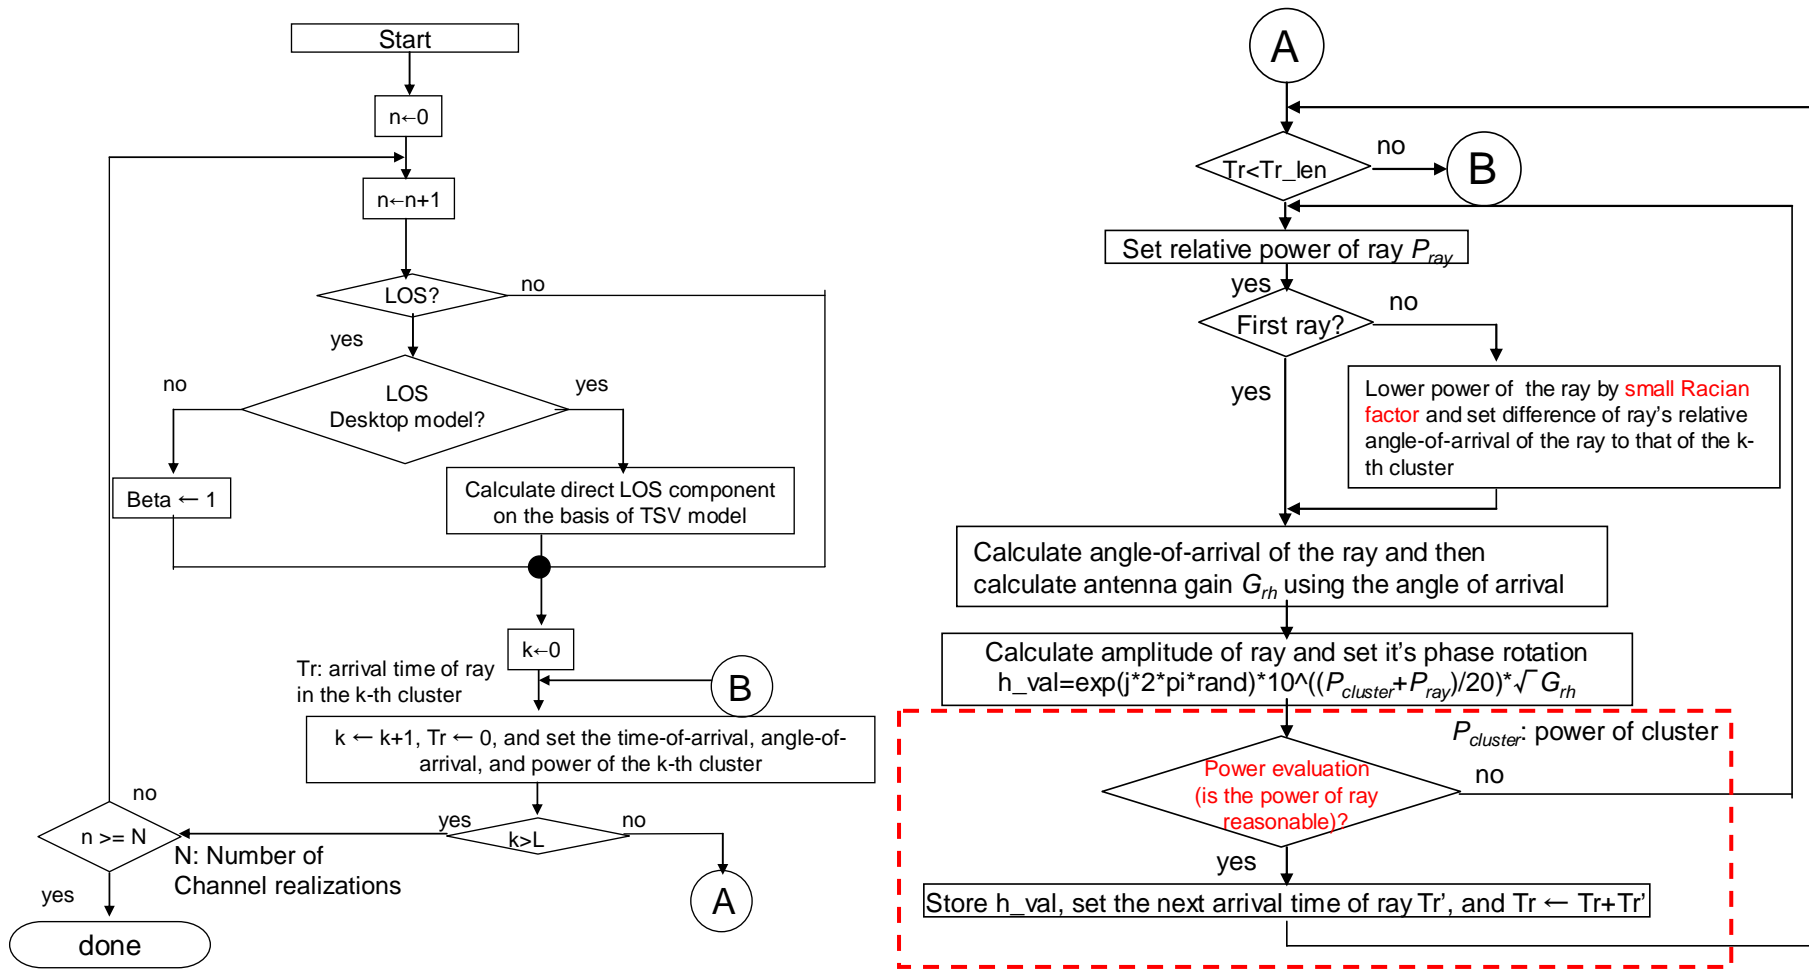 Start
n←0
n←n+1
LOS?
no
yes
LOS
Desktop model?
no
yes
Beta ← 1
Calculate direct LOS component
on the basis of TSV model
k←0
Tr: arrival time of ray
in the k-th cluster
B
k ← k+1, Tr ← 0, and set the time-of-arrival, angle-of-
arrival, and power of the k-th cluster
k>L
yes
no
A
n >= N
no
yes
N: Number of
Channel realizations
done
A
Tr<Tr_len
no
B
Set relative power of ray P_ray
yes
First ray?
no
yes
Lower power of the ray by small Racian
factor and set difference of ray's relative
angle-of-arrival of the ray to that of the k-
th cluster
Calculate angle-of-arrival of the ray and then
calculate antenna gain G_rh using the angle of arrival
Calculate amplitude of ray and set it's phase rotation
h_val=exp(j*2*pi*rand)*10^((P_cluster+P_ray)/20)*√ G_rh
P_cluster: power of cluster
Power evaluation
(is the power of ray
reasonable)?
no
yes
Store h_val, set the next arrival time of ray Tr', and Tr ← Tr+Tr'